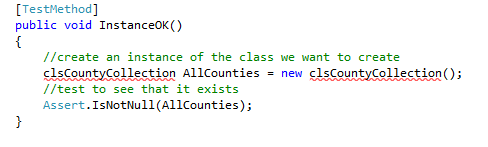 [TestMethod]
public void InstanceOK()
{
    //create an instance of the class we want to create
    clsCountyCollection AllCounties = new clsCountyCollection();
    //test to see that it exists
    Assert.IsNotNull(AllCounties);
}